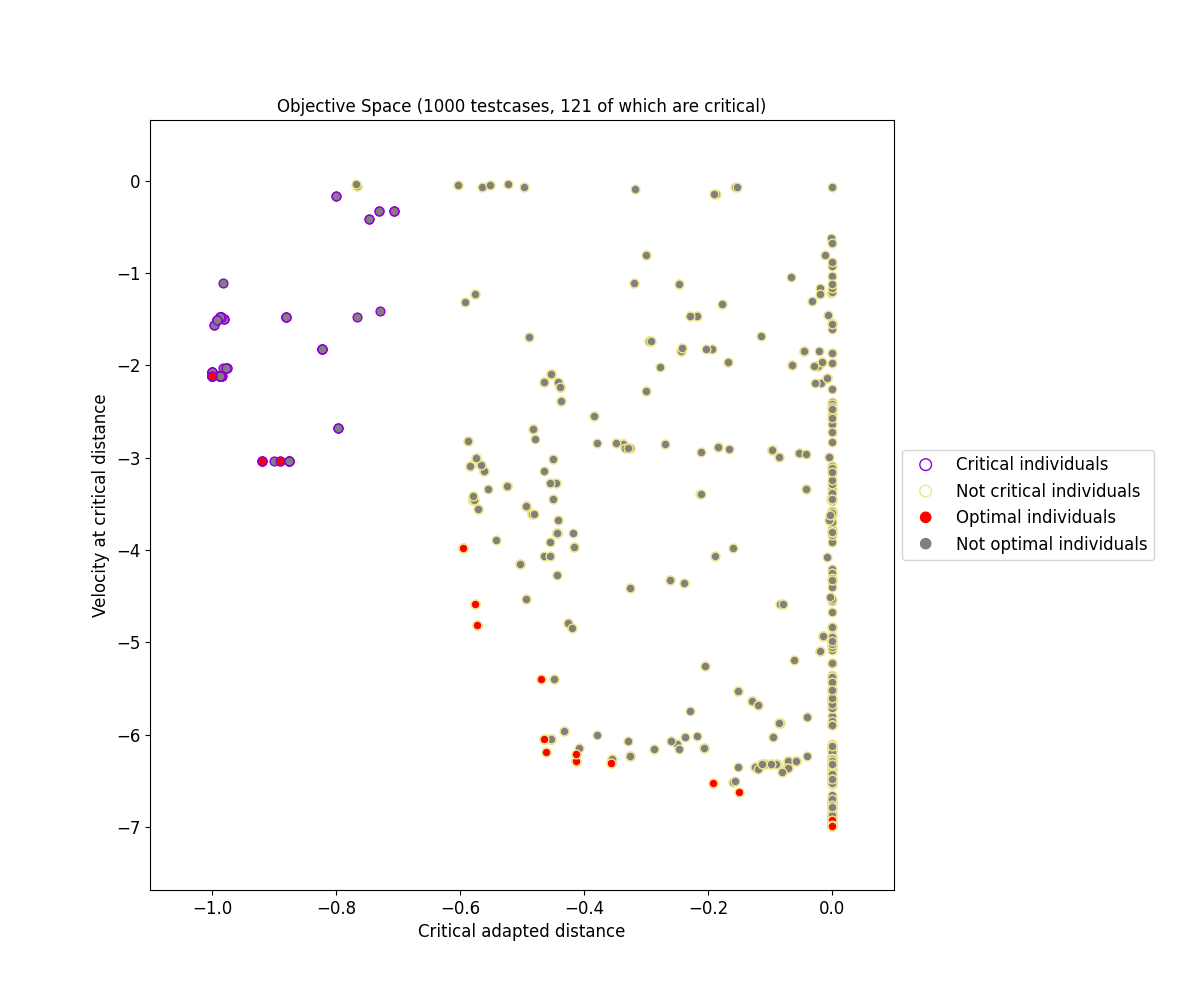 Objective Space (1000 testcases, 121 of which are critical)
Velocity at critical distance
0
−1
−2
−3
−4
−5
−6
−7
−1.0
−0.8
−0.6
−0.4
−0.2
0.0
Critical adapted distance
Critical individuals
Not critical individuals
Optimal individuals
Not optimal individuals